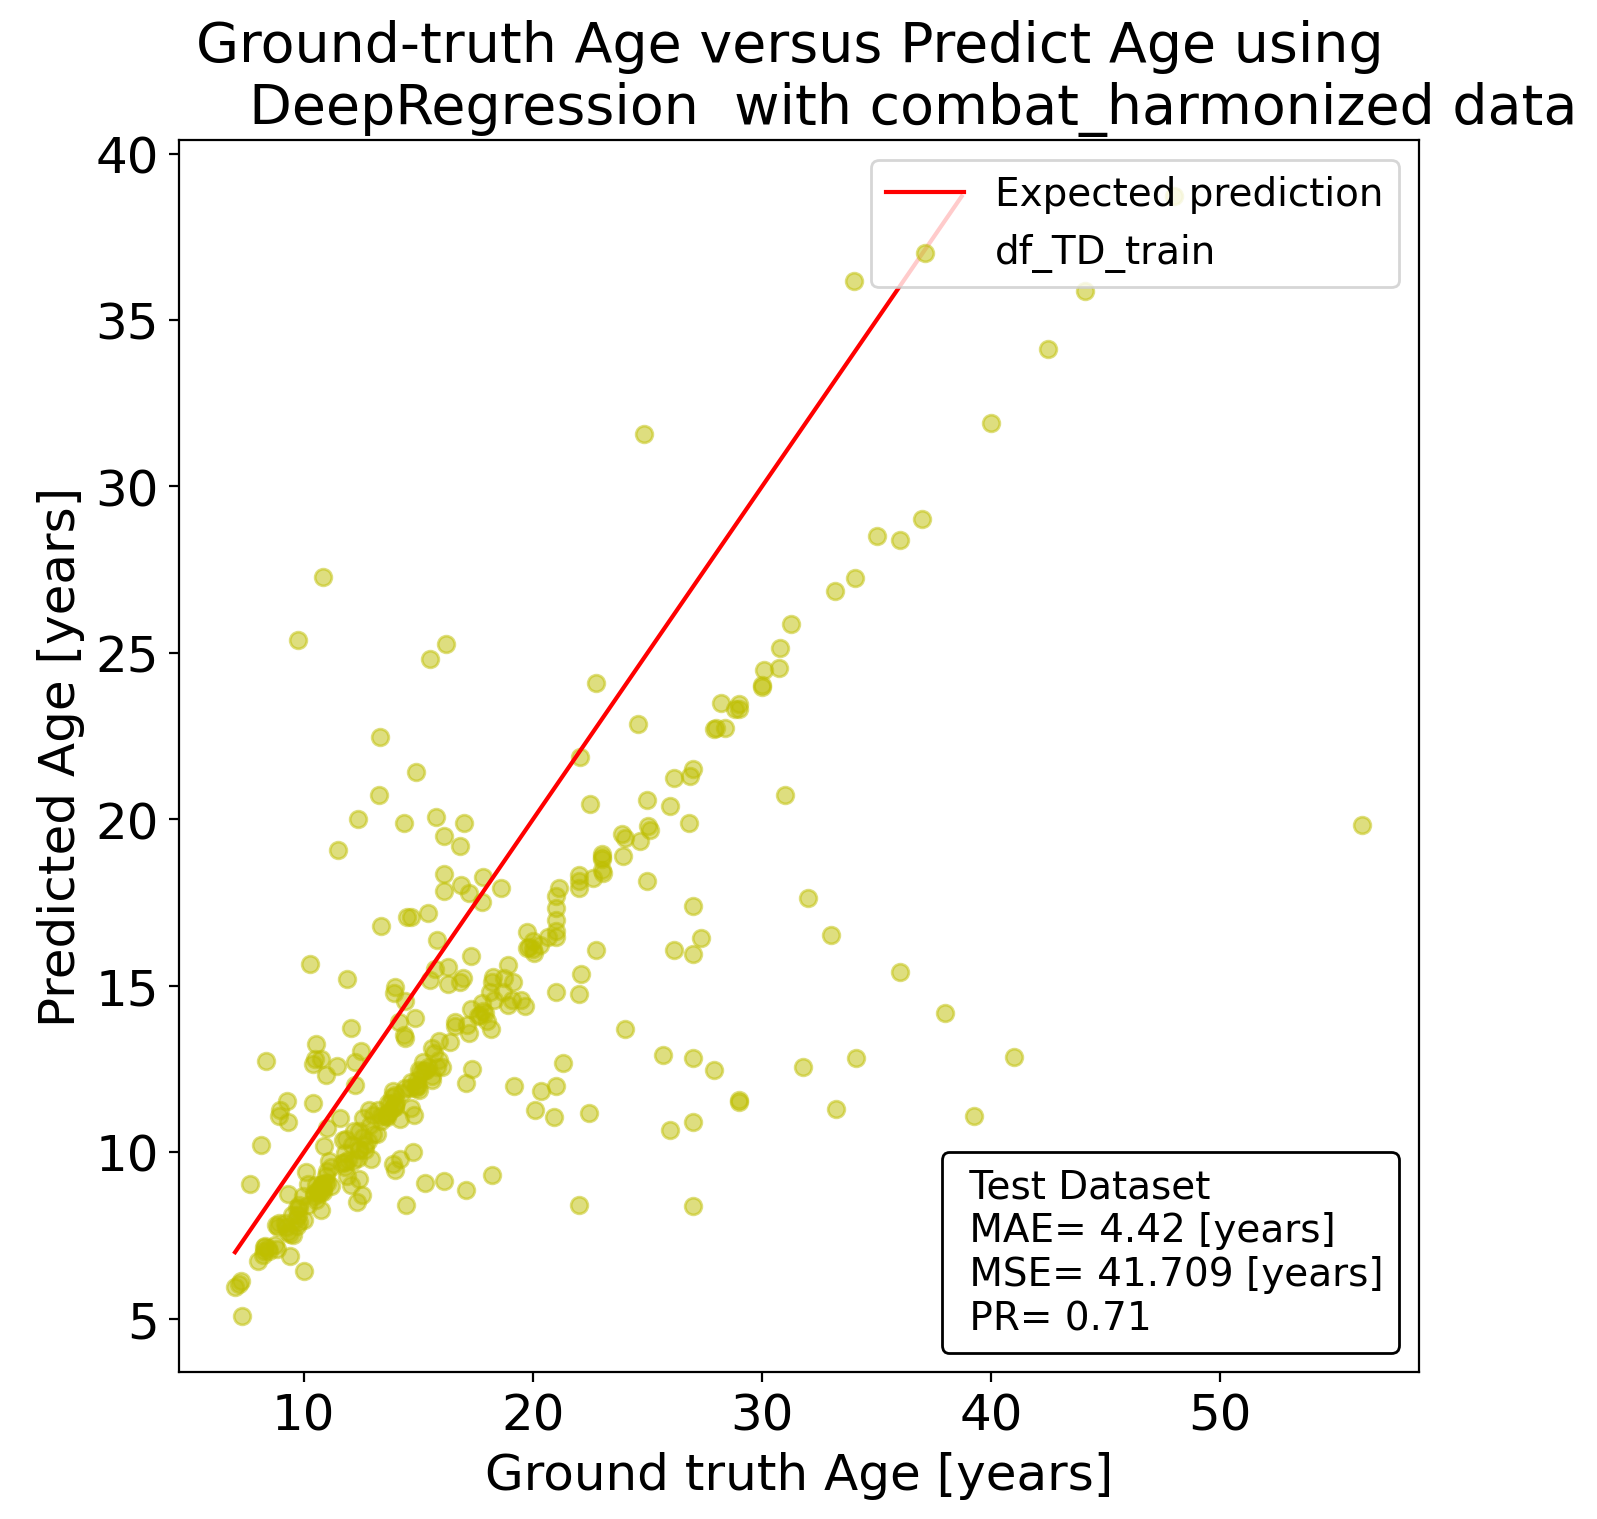 Ground-truth Age versus Predict Age using
DeepRegression  with combat_harmonized data
40
35
30
25
20
15
10
5
Predicted Age [years]
Expected prediction
df_TD_train
Test Dataset
MAE= 4.42 [years]
MSE= 41.709 [years]
PR= 0.71
10 20 30 40 50
Ground truth Age [years]